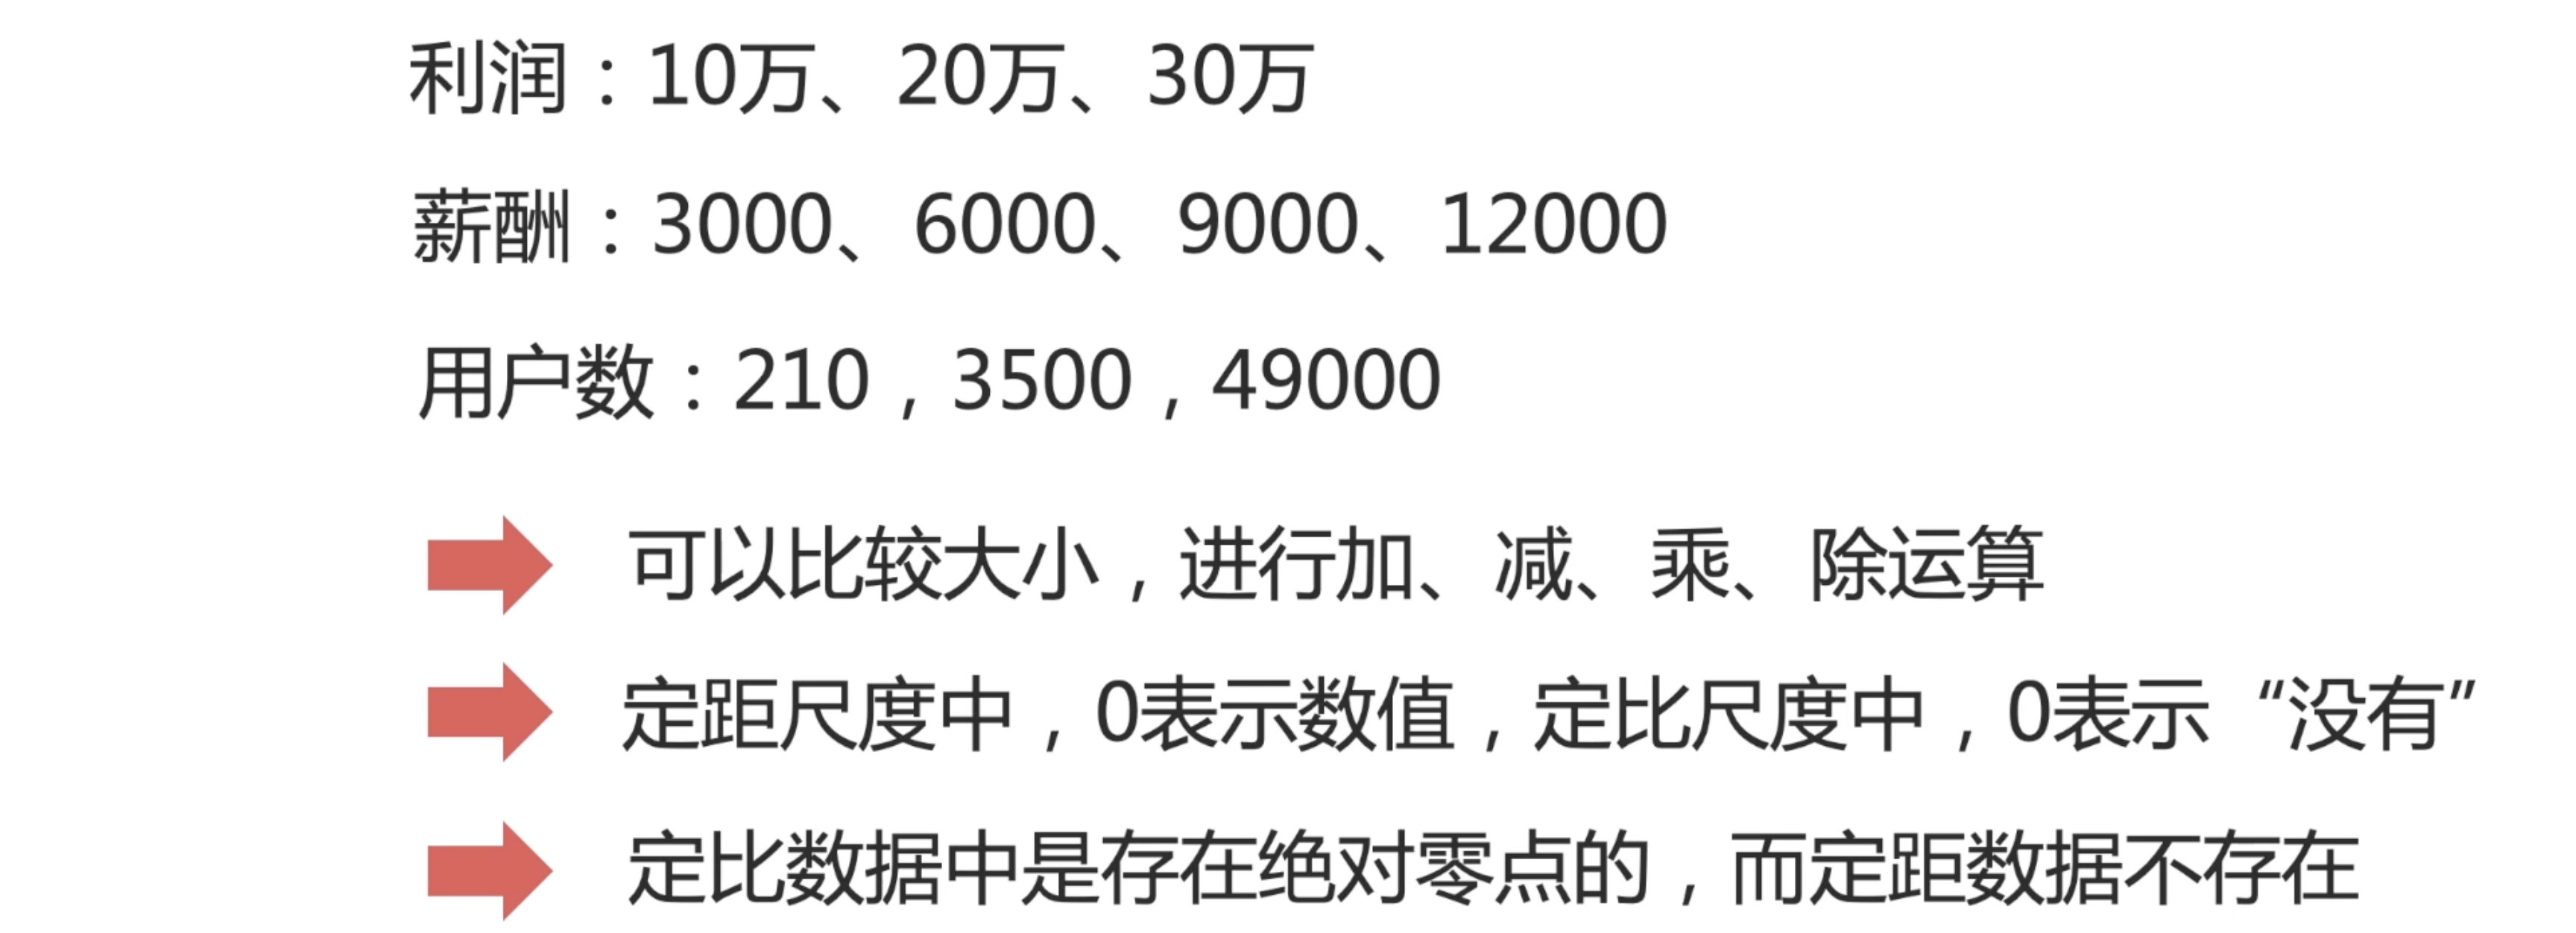 利润：10万、20万、30万
薪酬：3000、6000、9000、12000
用户数：210，3500，49000
可以比较大小，进行加、减、乘、除运算
定距尺度中，0表示数值，定比尺度中，0表示“没有”
定比数据中是存在绝对零点的，而定距数据不存在